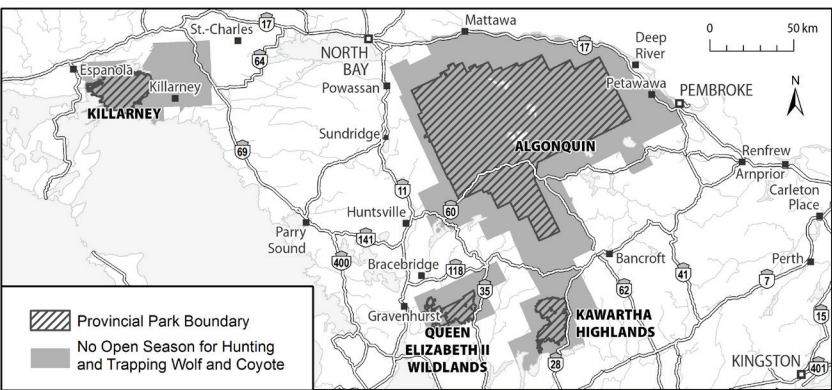 Mattawa
17
St.-Charles
NORTH
BAY
17
Deep
River
0 50 km
64
Espanola
Killarney
KILLARNEY
Powassan
Petawawa
PEMBROKE
N
Sundridge
ALGONQUIN
69
Renfrew
Arnprior
11
Carleton
Place
Huntsville
60
Parry
Sound
141
400
Bracebridge
118
Bancroft
Perth
41
7
35
62
Gravenhurst
QUEEN
ELIZABETH II
WILDLANDS
KAWARTHA
HIGHLANDS
28
15
KINGSTON
401
Provincial Park Boundary
No Open Season for Hunting
and Trapping Wolf and Coyote